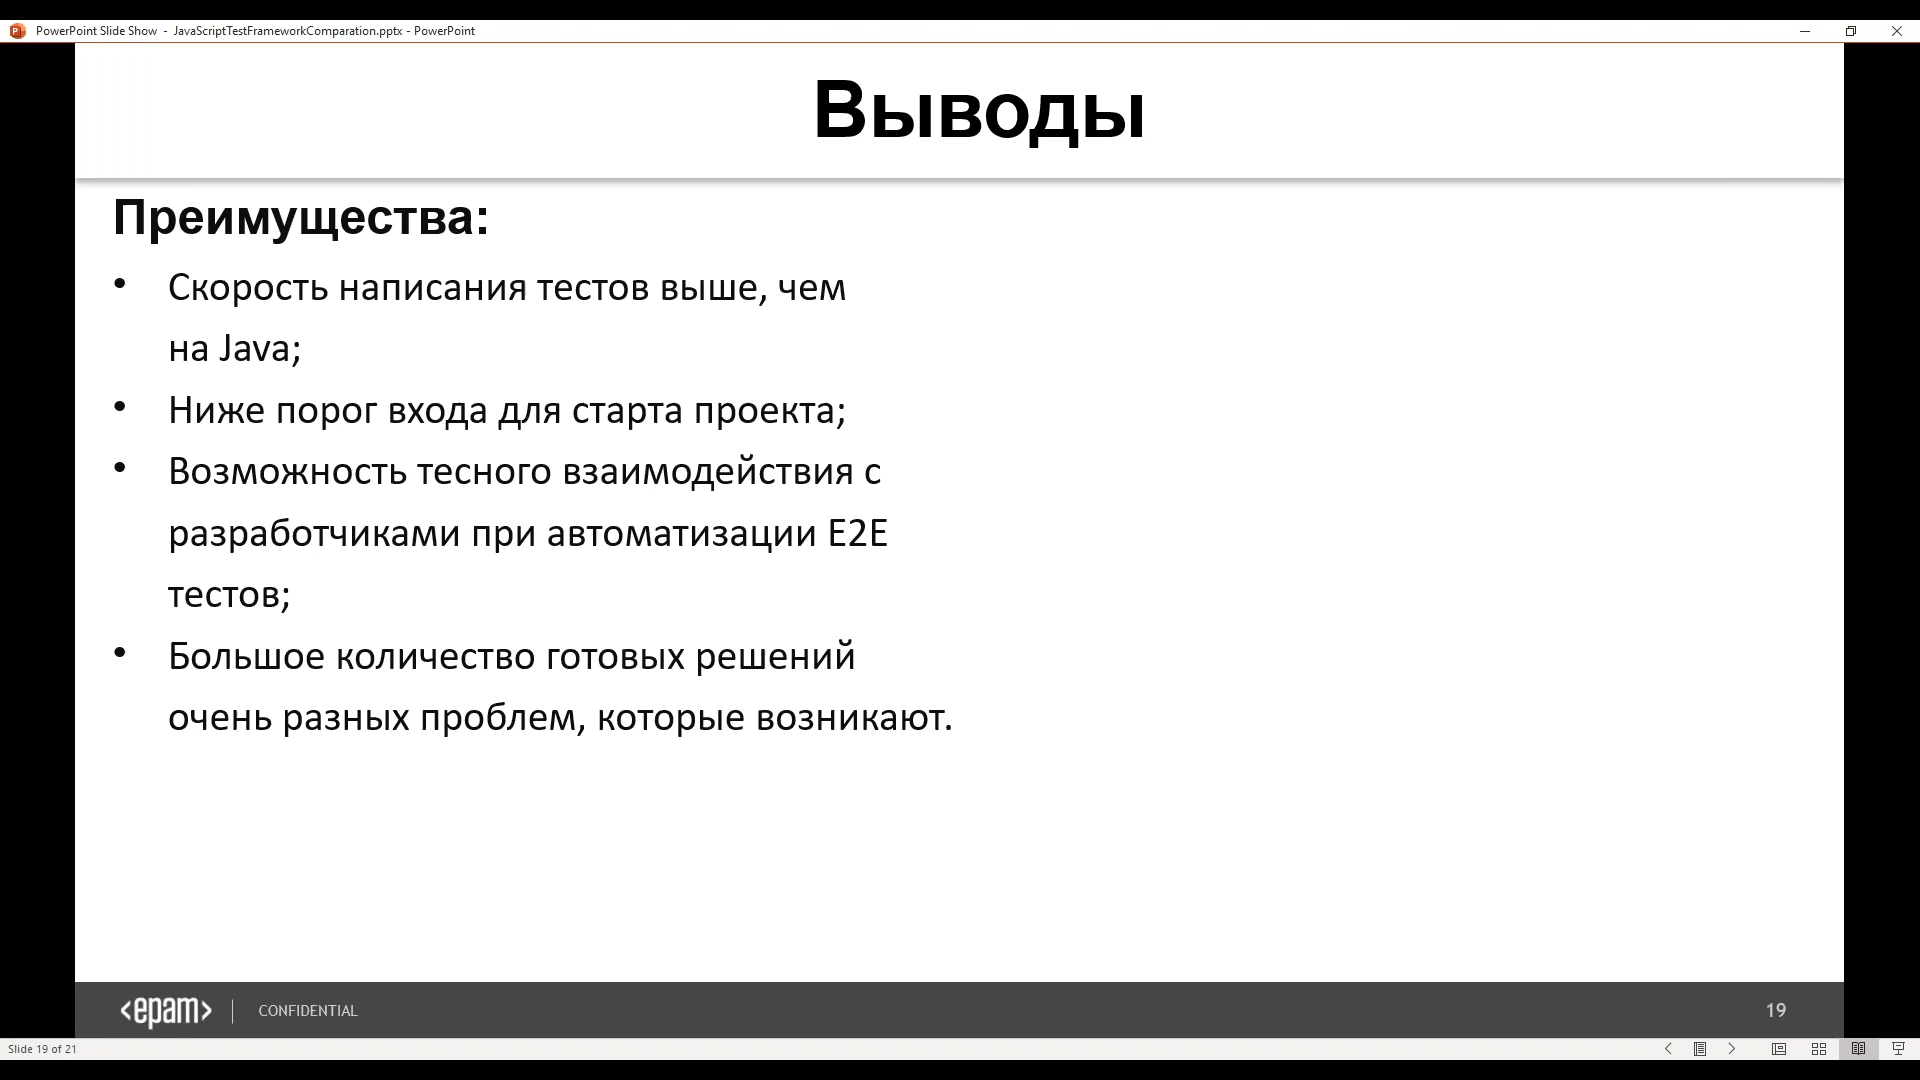 PowerPoint Slide Show - JavaScriptTestFrameworkComparation.pptx - PowerPoint
Выводы
Преимущества:
• Скорость написания тестов выше, чем
на Java;
• Ниже порог входа для старта проекта;
• Возможность тесного взаимодействия с
разработчиками при автоматизации E2E
тестов;
• Большое количество готовых решений
очень разных проблем, которые возникают.
<epam> | CONFIDENTIAL 19
Slide 19 of 21